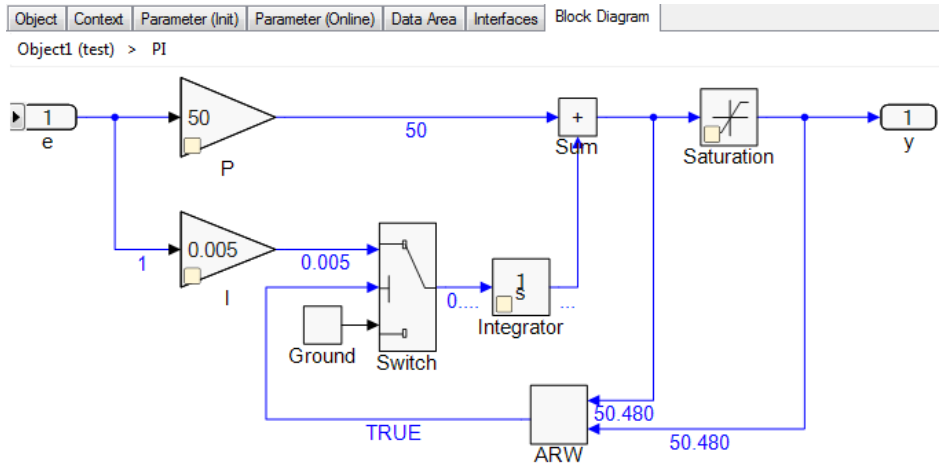 Object Context Parameter (Init) Parameter (Online) Data Area Interfaces Block Diagram
Object1 (test) > PI
1
e
50
P
50
+
Sum
Saturation
1
y
1
0.005
I
0.005
Ground
Switch
0....
1
s
Integrator
...
TRUE
ARW
50.480
50.480